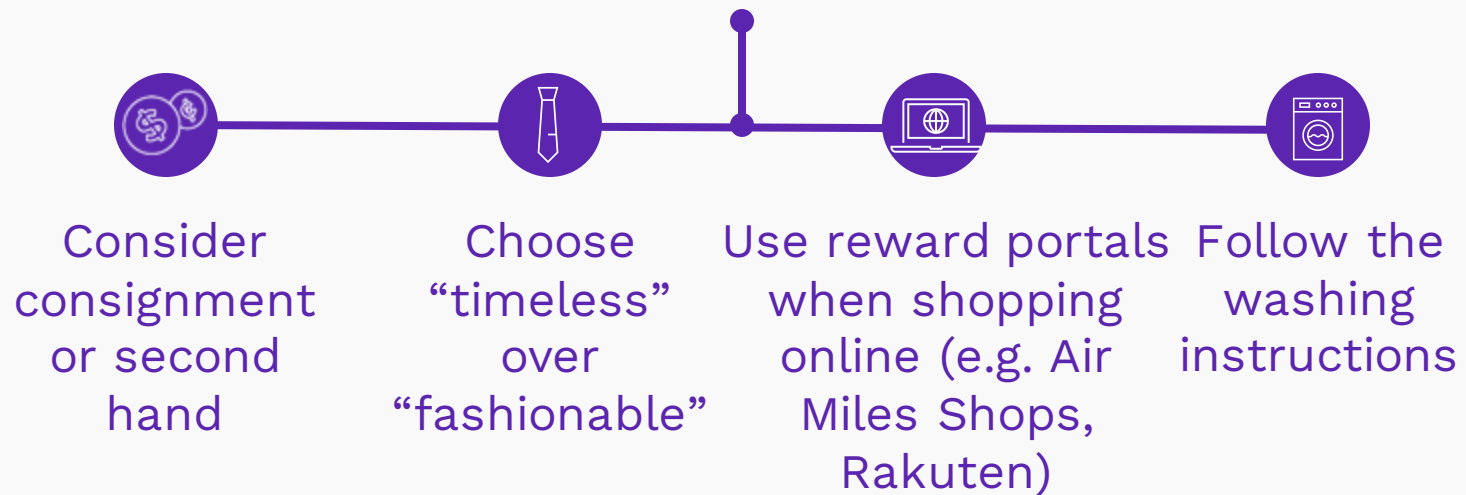 Consider
consignment
or second
hand
Choose
“timeless”
over
“fashionable”
Use reward portals
when shopping
online (e.g. Air
Miles Shops,
Rakuten)
Follow the
washing
instructions